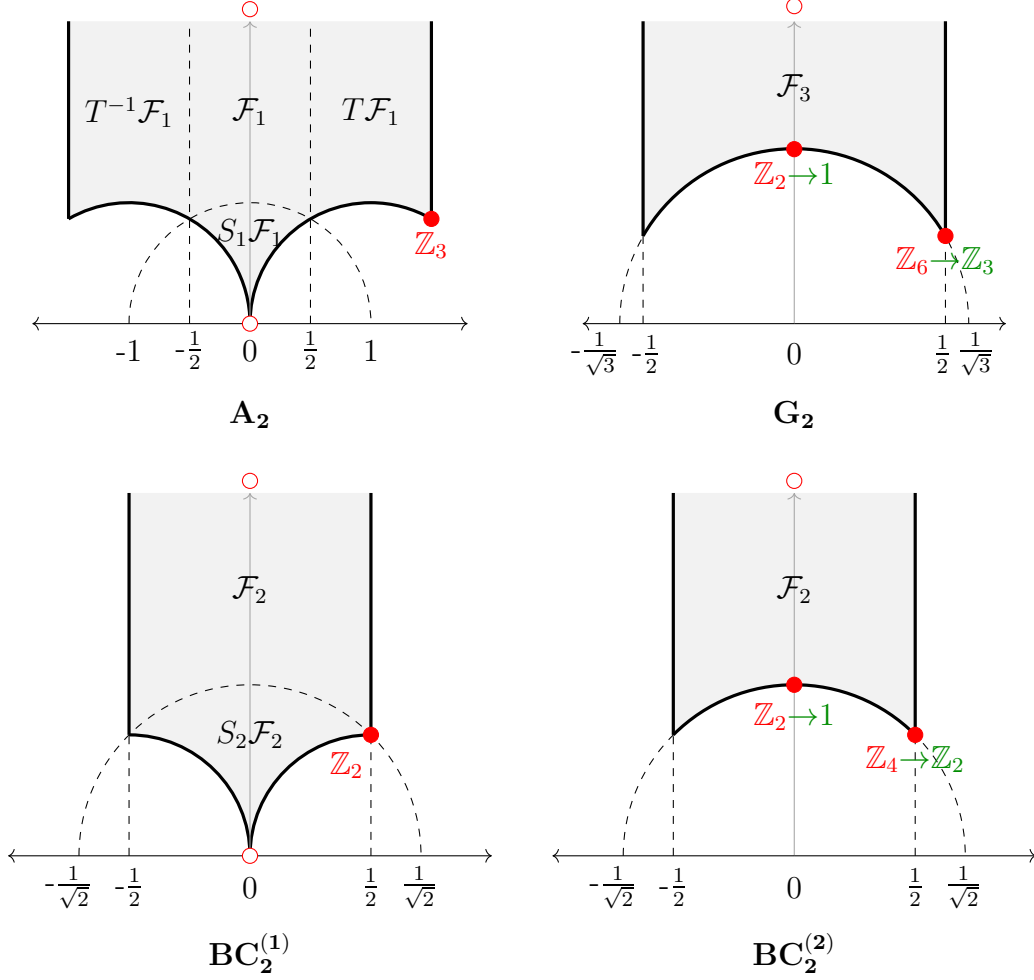 T⁻¹F₁ F₁ TF₁
S₁F₁
ℤ₃
-1 -1/2 0 1/2 1
A₂
F₃
ℤ₂→1
ℤ₆→ℤ₃
-1/√3 -1/2 0 1/2 1/√3
G₂
F₂
S₂F₂
ℤ₂
-1/√2 -1/2 0 1/2 1/√2
BC₂⁽¹⁾
F₂
ℤ₂→1
ℤ₄→ℤ₂
-1/√2 -1/2 0 1/2 1/√2
BC₂⁽²⁾